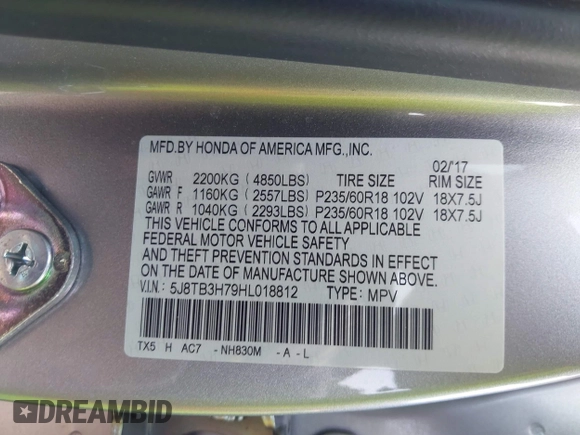 MFD.BY HONDA OF AMERICA MFG.,INC.
02/'17
GVWR 2200KG ( 4850LBS) TIRE SIZE RIM SIZE
GAWR F 1160KG ( 2557LBS) P235/60R18 102V 18X7.5J
GAWR R 1040KG ( 2293LBS) P235/60R18 102V 18X7.5J
THIS VEHICLE CONFORMS TO ALL APPLICABLE
FEDERAL MOTOR VEHICLE SAFETY
AND THEFT PREVENTION STANDARDS IN EFFECT
ON THE DATE OF MANUFACTURE SHOWN ABOVE.
V.I.N.: 5J8TB3H79HL018812 TYPE: MPV
TX5 H AC7 - NH830M - A - L
DREAMBID